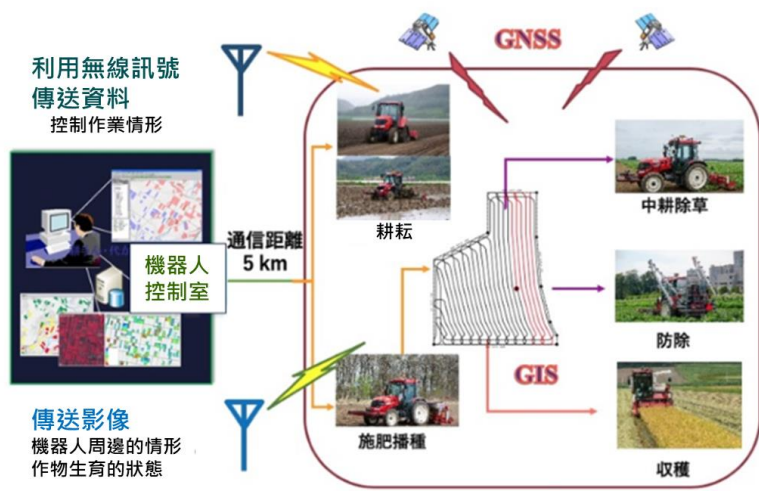 GNSS
利用無線訊號
傳送資料
控制作業情形
通信距離
5 km
機器人
控制室
耕耘
中耕除草
防除
GIS
施肥播種
收穫
傳送影像
機器人周邊的情形
作物生育的狀態